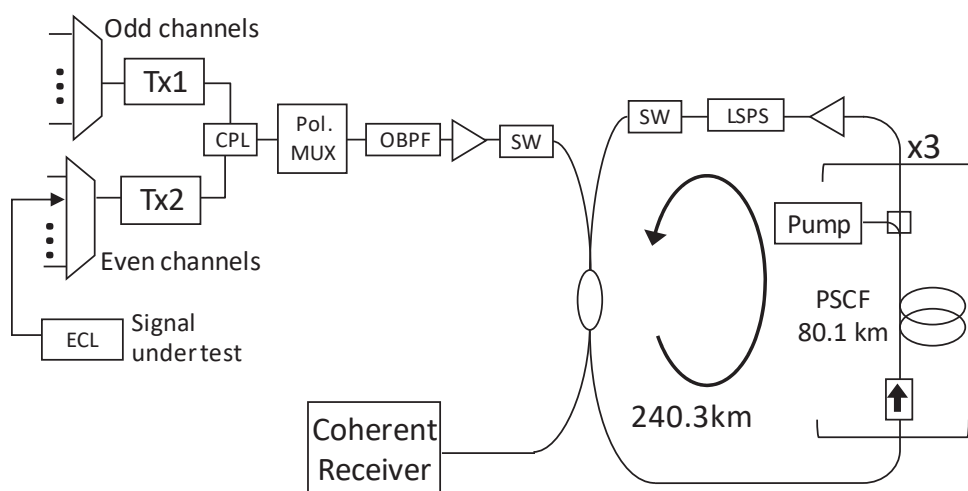 Odd channels
Tx1
CPL
Pol.
MUX
OBPF
SW
Tx2
Even channels
ECL
Signal
under test
SW
LSPS
x3
Pump
PSCF
80.1 km
240.3km
Coherent
Receiver